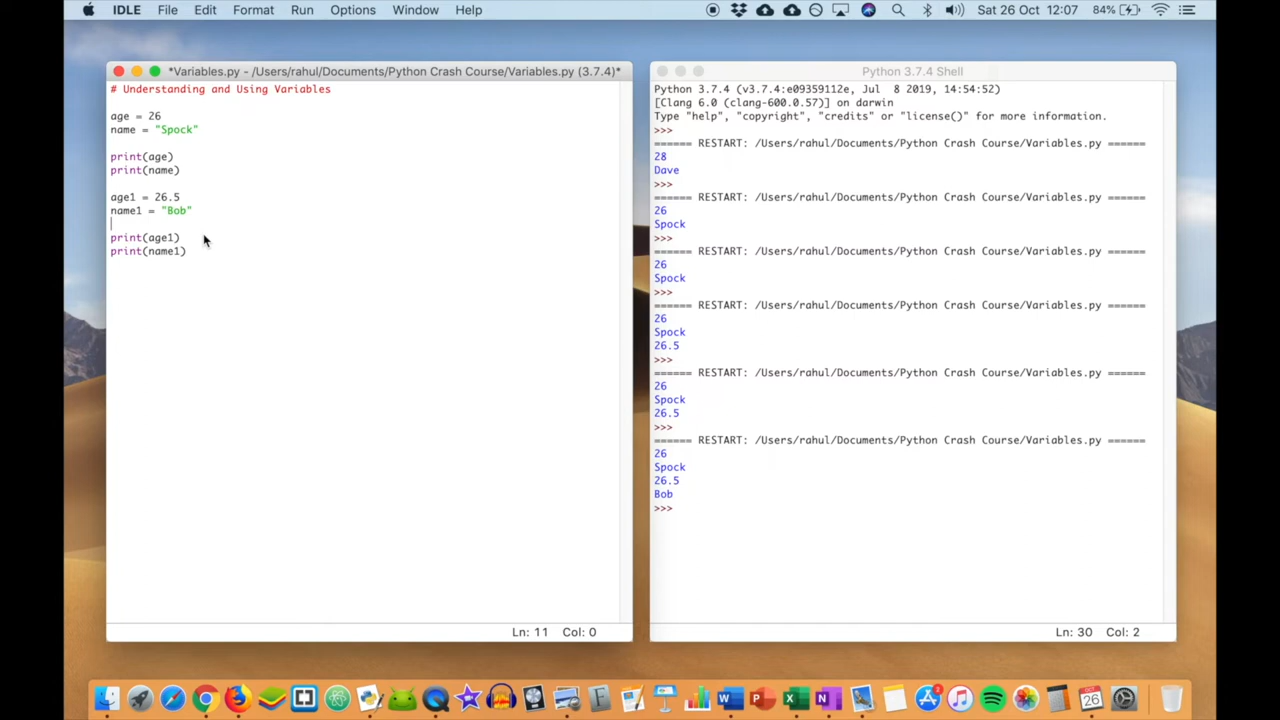 IDLE File Edit Format Run Options Window Help Sat 26 Oct 12:07 84%
*Variables.py - /Users/rahul/Documents/Python Crash Course/Variables.py (3.7.4)*
# Understanding and Using Variables
age = 26
name = "Spock"
print(age)
print(name)
age1 = 26.5
name1 = "Bob"
print(age1)
print(name1)
Ln: 11 Col: 0
Python 3.7.4 Shell
Python 3.7.4 (v3.7.4:e09359112e, Jul 8 2019, 14:54:52)
[Clang 6.0 (clang-600.0.57)] on darwin
Type "help", "copyright", "credits" or "license()" for more information.
>>>
====== RESTART: /Users/rahul/Documents/Python Crash Course/Variables.py ======
28
Dave
>>>
====== RESTART: /Users/rahul/Documents/Python Crash Course/Variables.py ======
26
Spock
>>>
====== RESTART: /Users/rahul/Documents/Python Crash Course/Variables.py ======
26
Spock
>>>
====== RESTART: /Users/rahul/Documents/Python Crash Course/Variables.py ======
26
Spock
26.5
>>>
====== RESTART: /Users/rahul/Documents/Python Crash Course/Variables.py ======
26
Spock
26.5
>>>
====== RESTART: /Users/rahul/Documents/Python Crash Course/Variables.py ======
26
Spock
26.5
Bob
>>>
Ln: 30 Col: 2